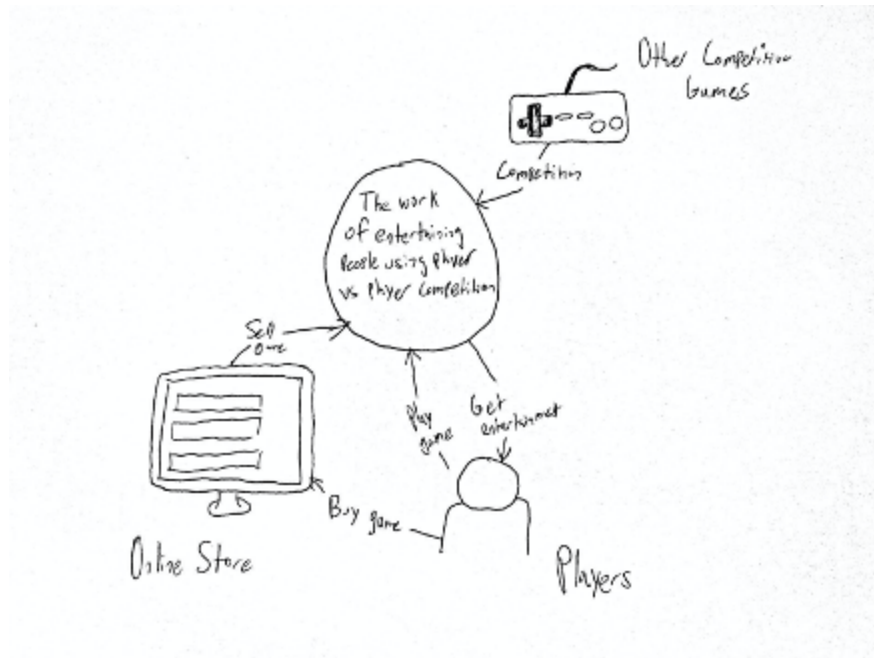 Other Competition
Games
Competition
The work
of entertaining
People using player
vs player competition
Sell
Game
Play
game
Get
entertainment
Buy game
Online Store
Players